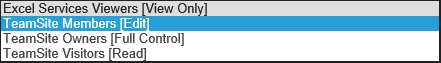 Excel Services Viewers [View Only]
TeamSite Members [Edit]
TeamSite Owners [Full Control]
TeamSite Visitors [Read]